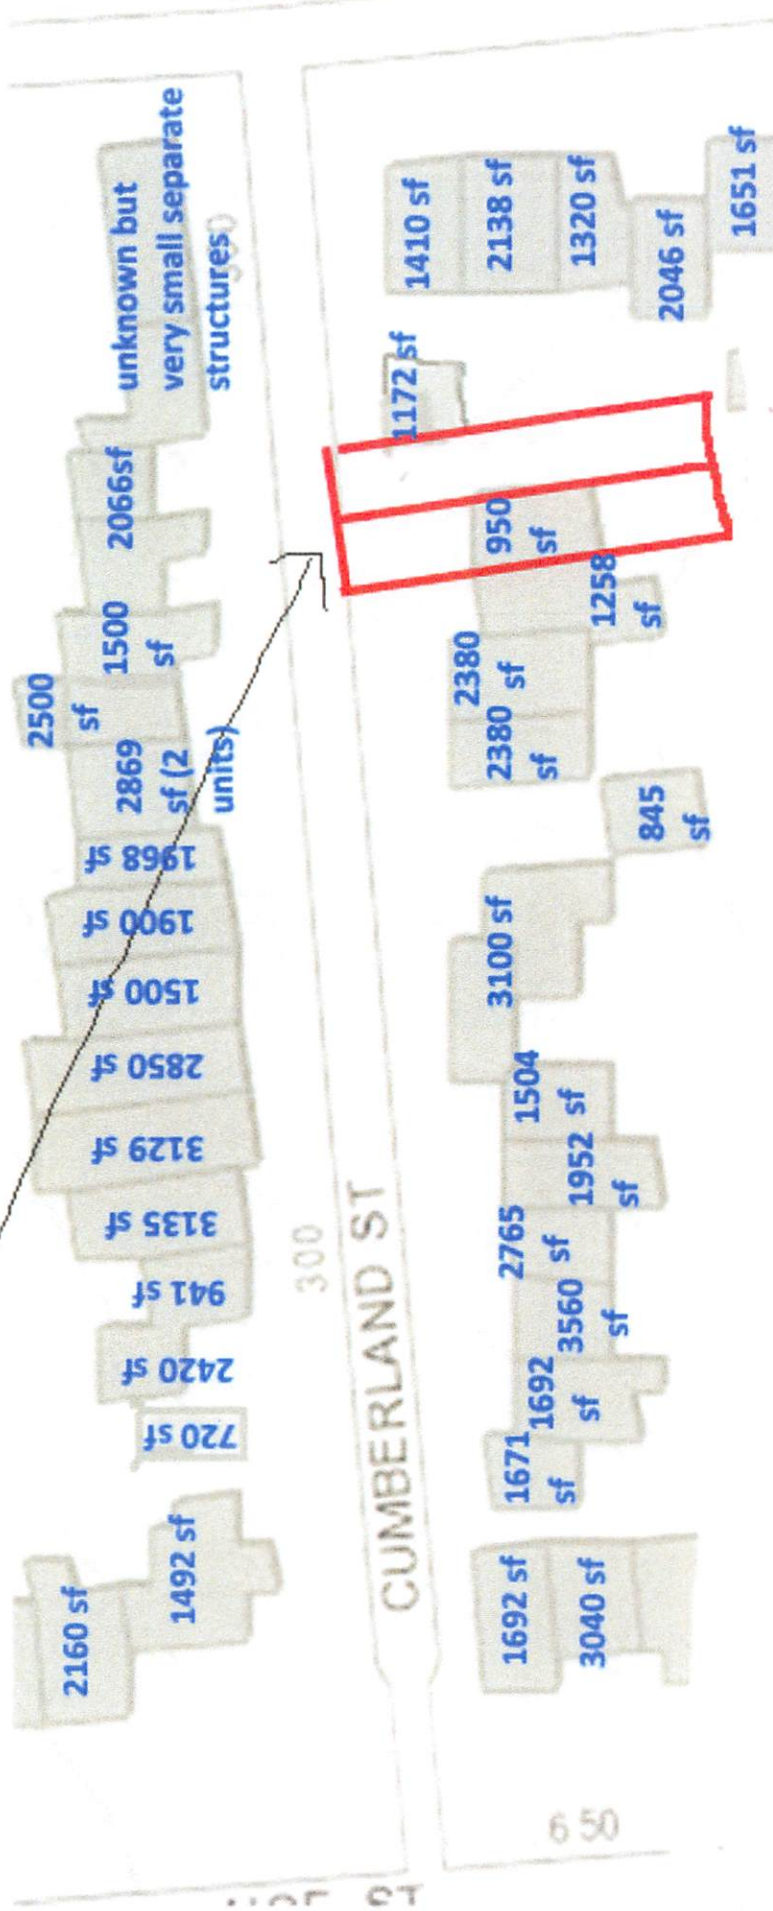 unknown but
very small separate
structures
2066sf
1500
sf
2500
sf
2869
sf (2
units)
1968 sf
1900 sf
1500 sf
2850 sf
3129 sf
3135 sf
941 sf
2420 sf
720 sf
1492 sf
2160 sf
300
CUMBERLAND ST
1410 sf
2138 sf
1320 sf
2046 sf
1651 sf
1172 sf
950
sf
1258
sf
2380
sf
2380
sf
845
sf
3100 sf
1504
sf
1952
sf
2765
sf
3560
sf
1692
sf
1671
sf
1692 sf
3040 sf
650
ST